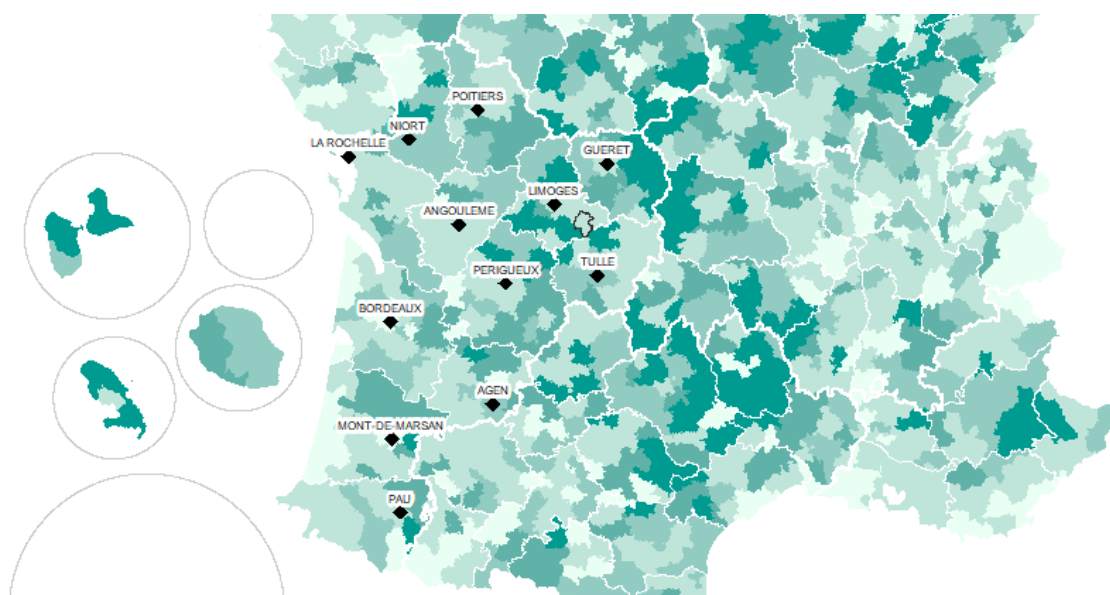 POITIERS
NIORT
LA ROCHELLE
GUERET
LIMOGES
ANGOULEME
TULLE
PERIGUEUX
BORDEAUX
AGEN
MONT-DE-MARSAN
PAU